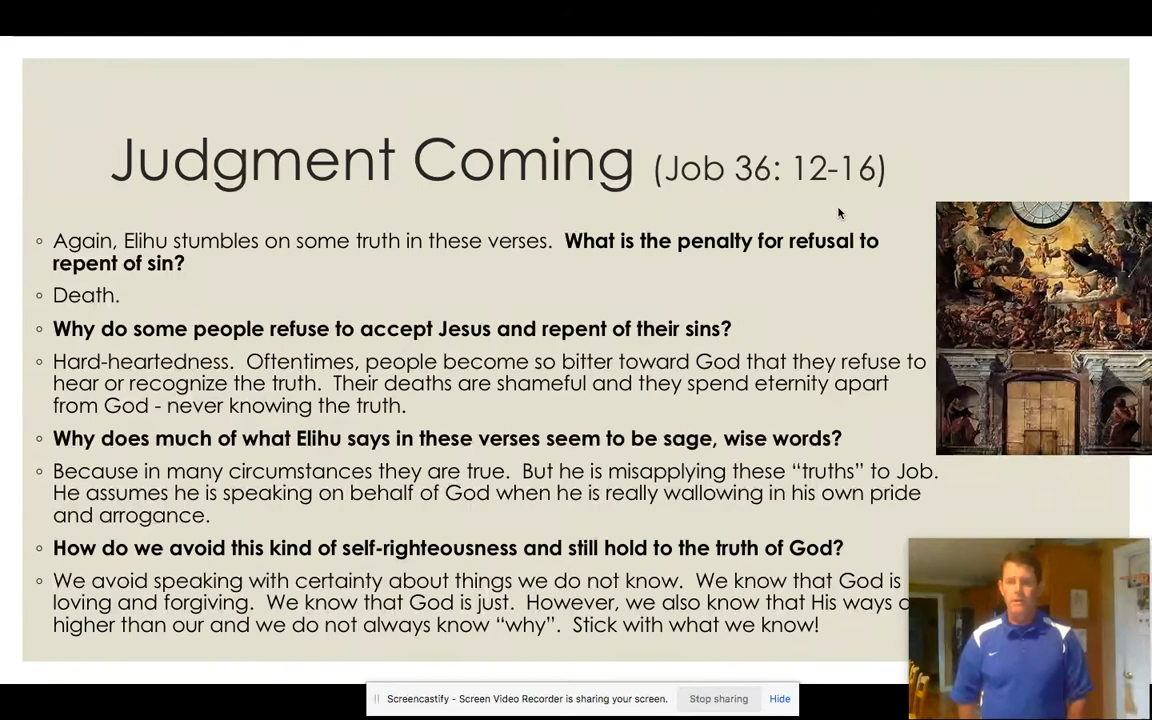 Judgment Coming (Job 36: 12-16)
Again, Elihu stumbles on some truth in these verses. What is the penalty for refusal to
repent of sin?
Death.
Why do some people refuse to accept Jesus and repent of their sins?
Hard-heartedness. Oftentimes, people become so bitter toward God that they refuse to
hear or recognize the truth. Their deaths are shameful and they spend eternity apart
from God - never knowing the truth.
Why does much of what Elihu says in these verses seem to be sage, wise words?
Because in many circumstances they are true. But he is misapplying these “truths” to Job.
He assumes he is speaking on behalf of God when he is really wallowing in his own pride
and arrogance.
How do we avoid this kind of self-righteousness and still hold to the truth of God?
We avoid speaking with certainty about things we do not know. We know that God is
loving and forgiving. We know that God is just. However, we also know that His ways
higher than our and we do not always know “why”. Stick with what we know!
Screencastify - Screen Video Recorder is sharing your screen.
Stop sharing
Hide